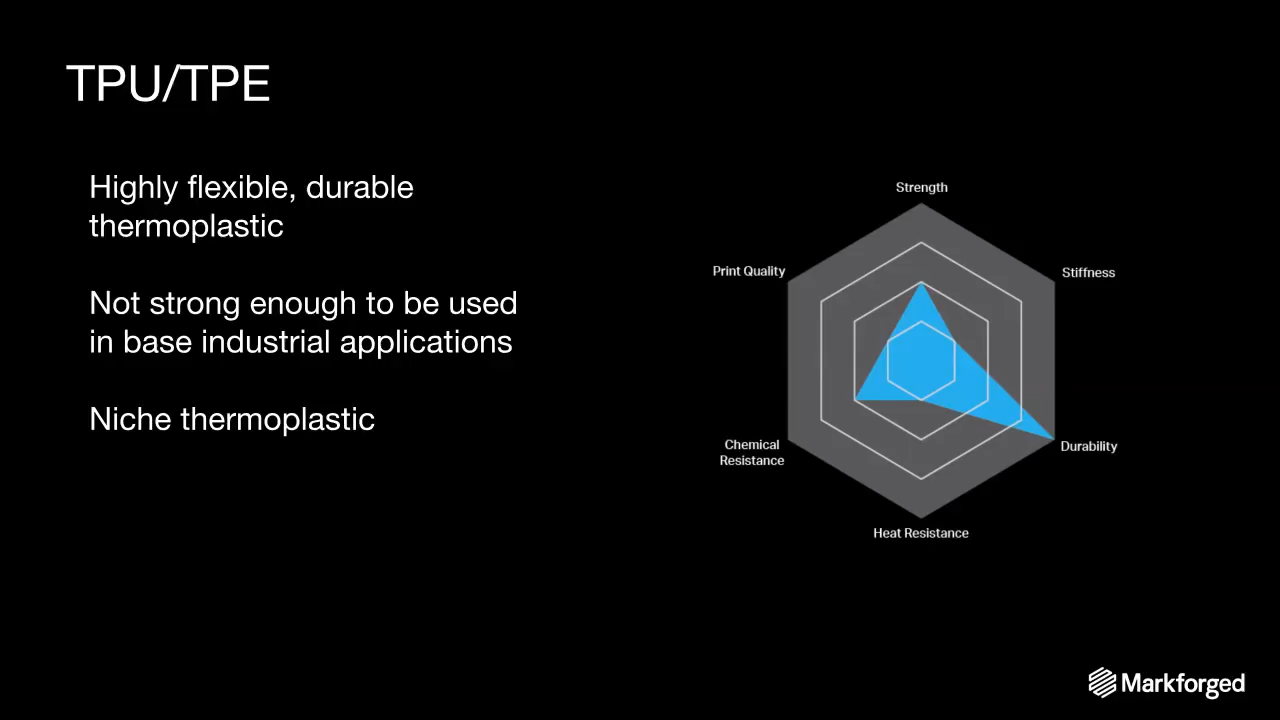 TPU/TPE
Highly flexible, durable
thermoplastic
Not strong enough to be used
in base industrial applications
Niche thermoplastic
Strength
Print Quality
Stiffness
Chemical
Resistance
Durability
Heat Resistance
Markforged